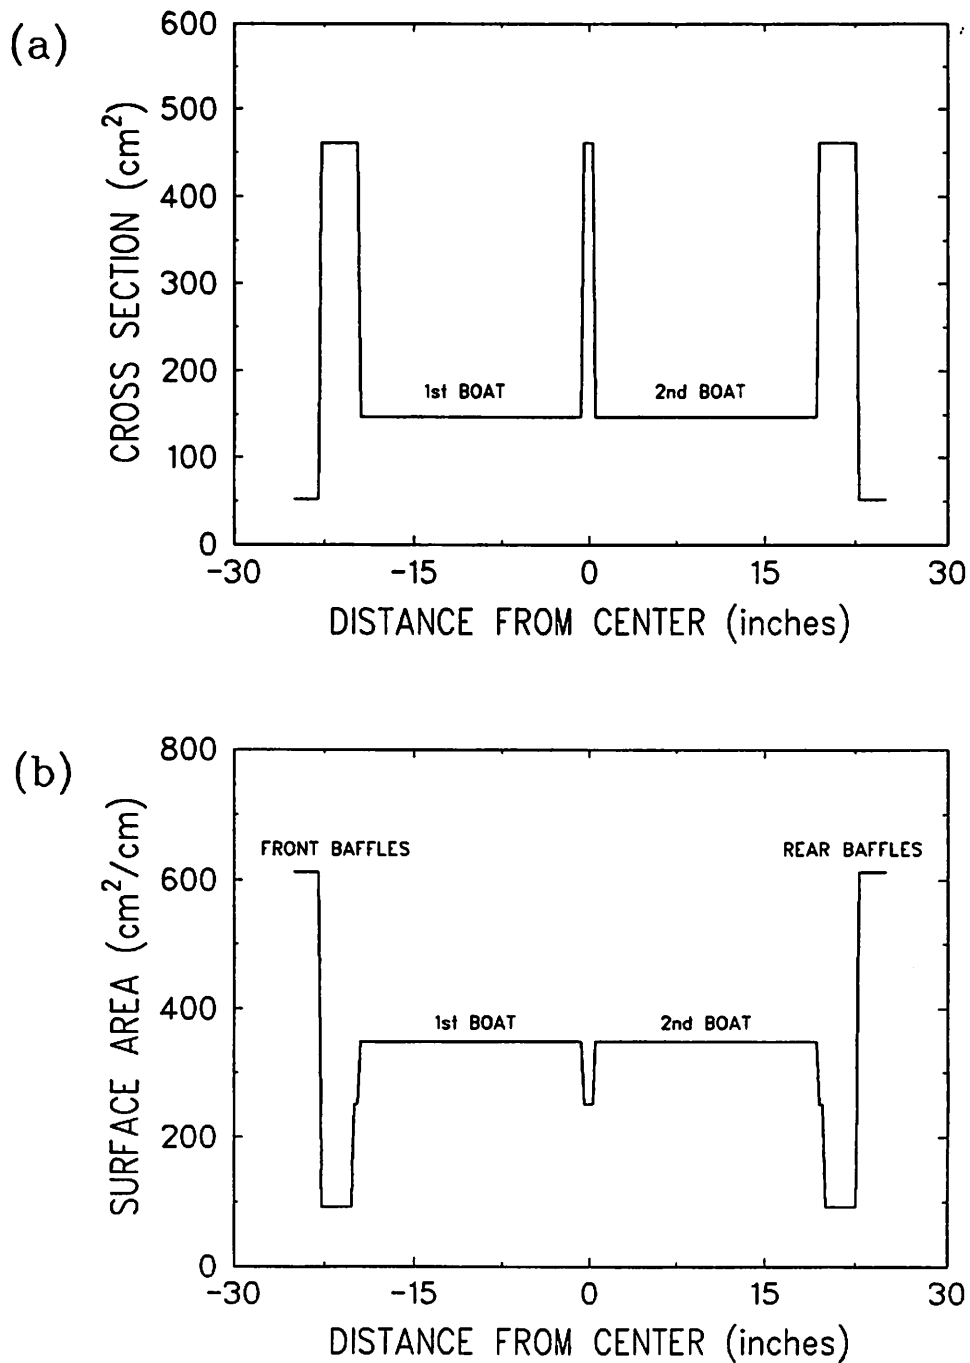 (a)
CROSS SECTION (cm²)
600
500
400
300
200
100
0
1st BOAT
2nd BOAT
-30
-15
0
15
30
DISTANCE FROM CENTER (inches)
(b)
SURFACE AREA (cm²/cm)
800
600
400
200
0
FRONT BAFFLES
REAR BAFFLES
1st BOAT
2nd BOAT
-30
-15
0
15
30
DISTANCE FROM CENTER (inches)